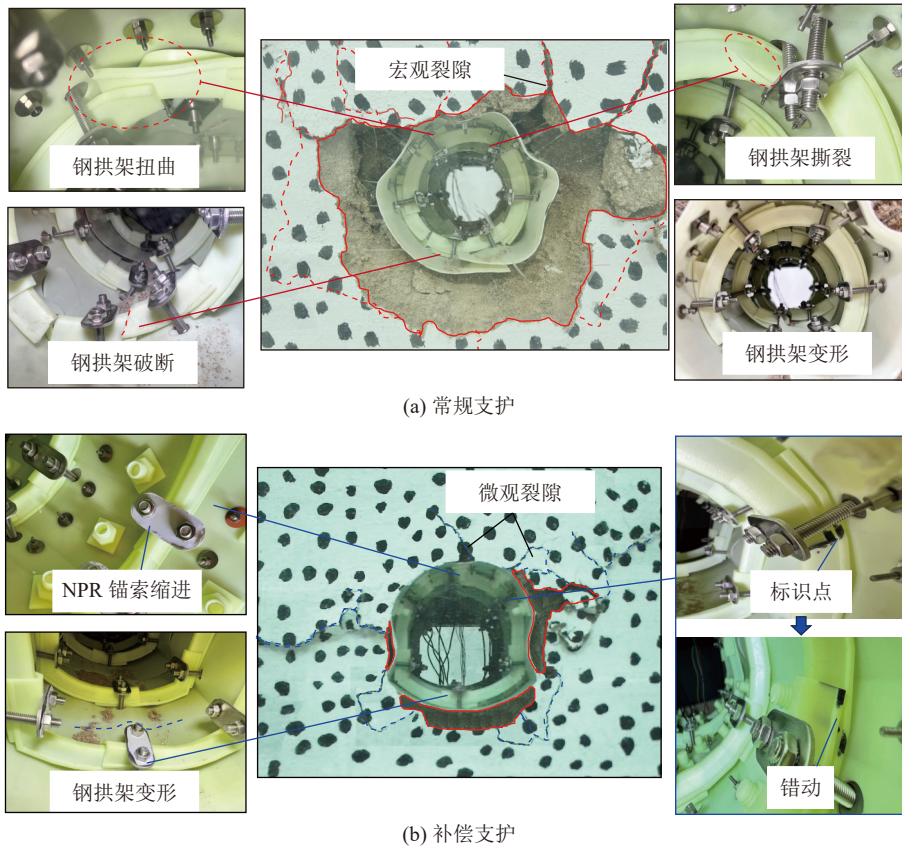 钢拱架扭曲
宏观裂隙
钢拱架撕裂
钢拱架破断
钢拱架变形
(a) 常规支护
NPR 锚索缩进
微观裂隙
标识点
钢拱架变形
错动
(b) 补偿支护